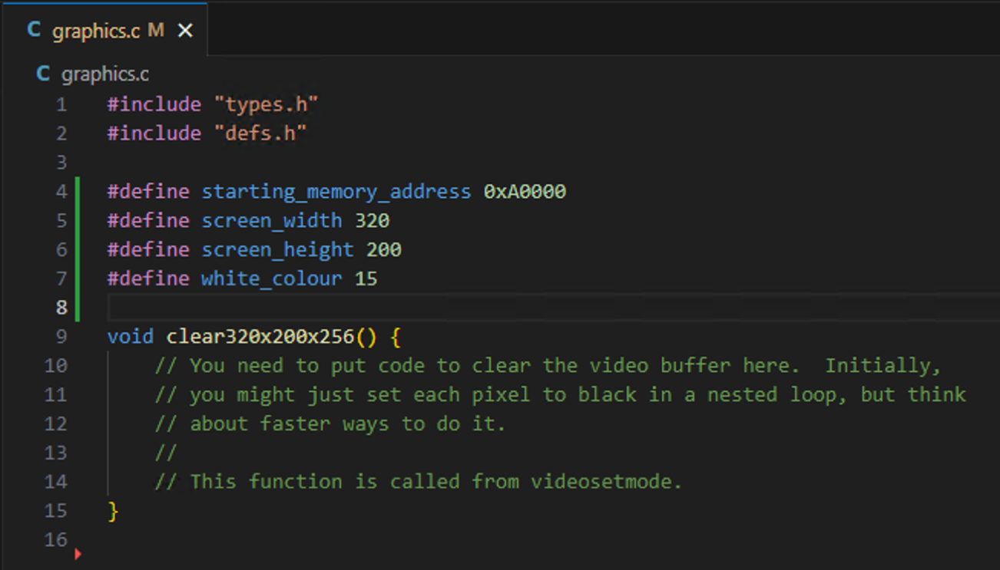 C graphics.c M ×
C graphics.c
1 #include "types.h"
2 #include "defs.h"
3
4 #define starting_memory_address 0xA0000
5 #define screen_width 320
6 #define screen_height 200
7 #define white_colour 15
8
9 void clear320x200x256() {
10 // You need to put code to clear the video buffer here.  Initially,
11 // you might just set each pixel to black in a nested loop, but think
12 // about faster ways to do it.
13 //
14 // This function is called from videosetmode.
15 }
16